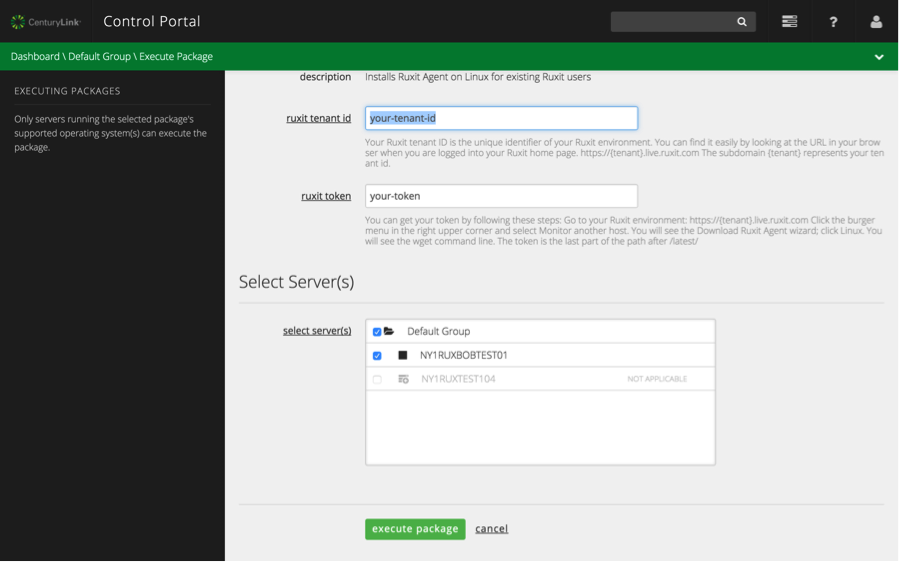 CenturyLink
Control Portal
?
Dashboard \ Default Group \ Execute Package
EXECUTING PACKAGES
Only servers running the selected package's
supported operating system(s) can execute the
package.
description Installs Ruxit Agent on Linux for existing Ruxit users
ruxit tenant id your-tenant-id
Your Ruxit tenant ID is the unique identifier of your Ruxit environment. You can find it easily by looking at the URL in your brow
ser when you are logged into your Ruxit home page. https://{tenant}.live.ruxit.com The subdomain {tenant} represents your ten
ant id.
ruxit token your-token
You can get your token by following these steps: Go to your Ruxit environment: https://{tenant}.live.ruxit.com Click the burger
menu in the right upper corner and select Monitor another host. You will see the Download Ruxit Agent wizard; click Linux. You
will see the wget command line. The token is the last part of the path after /latest/
Select Server(s)
select server(s) Default Group
NY1RUXBOBTEST01
NY1RUXTEST104 NOT APPLICABLE
execute package cancel